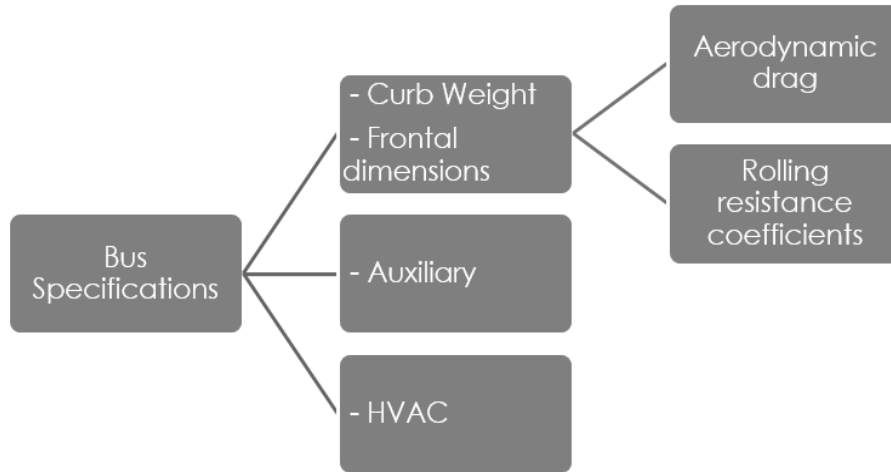 Bus
Specifications
- Curb Weight
- Frontal
dimensions
- Auxiliary
- HVAC
Aerodynamic
drag
Rolling
resistance
coefficients